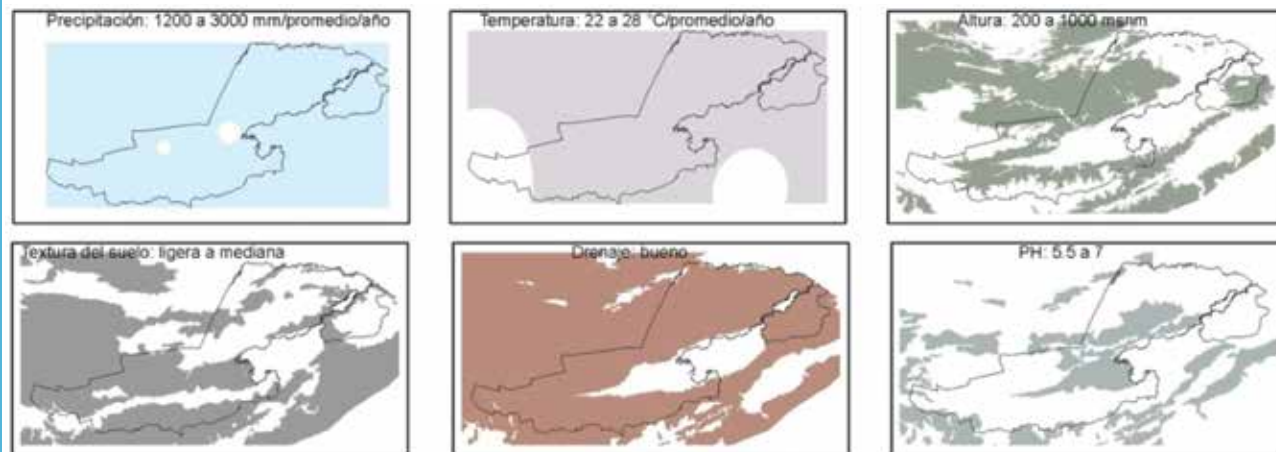 Precipitación: 1200 a 3000 mm/promedio/año
Temperatura: 22 a 28 °C/promedio/año
Altura: 200 a 1000 msnm
Textura del suelo: ligera a mediana
Drenaje: bueno
PH: 5.5 a 7